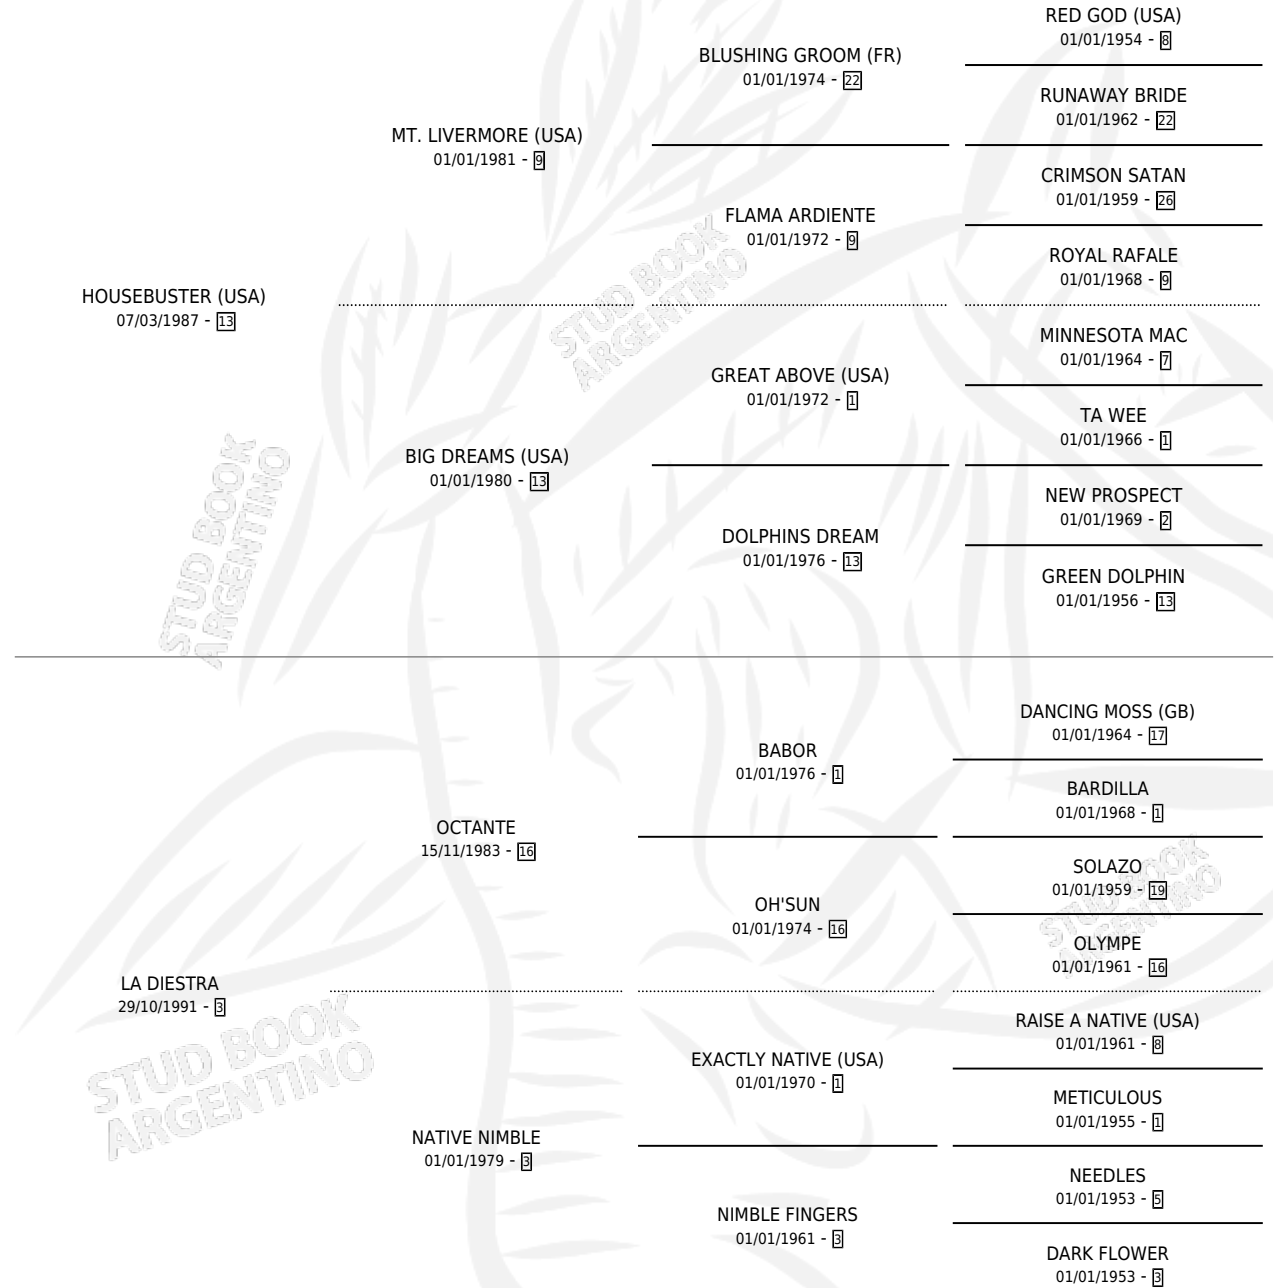 RED GOD (USA)
01/01/1954 - 8
BLUSHING GROOM (FR)
01/01/1974 - 22
RUNAWAY BRIDE
01/01/1962 - 22
MT. LIVERMORE (USA)
01/01/1981 - 9
CRIMSON SATAN
01/01/1959 - 26
FLAMA ARDIENTE
01/01/1972 - 9
ROYAL RAFALE
01/01/1968 - 9
HOUSEBUSTER (USA)
07/03/1987 - 13
MINNESOTA MAC
01/01/1964 - 7
GREAT ABOVE (USA)
01/01/1972 - 1
TA WEE
01/01/1966 - 1
BIG DREAMS (USA)
01/01/1980 - 13
NEW PROSPECT
01/01/1969 - 2
DOLPHINS DREAM
01/01/1976 - 13
GREEN DOLPHIN
01/01/1956 - 13
DANCING MOSS (GB)
01/01/1964 - 17
BABOR
01/01/1976 - 1
BARDILLA
01/01/1968 - 1
OCTANTE
15/11/1983 - 16
SOLAZO
01/01/1959 - 19
OH'SUN
01/01/1974 - 16
OLYMPE
01/01/1961 - 16
LA DIESTRA
29/10/1991 - 3
RAISE A NATIVE (USA)
01/01/1961 - 8
EXACTLY NATIVE (USA)
01/01/1970 - 1
METICULOUS
01/01/1955 - 1
NATIVE NIMBLE
01/01/1979 - 3
NEEDLES
01/01/1953 - 5
NIMBLE FINGERS
01/01/1961 - 3
DARK FLOWER
01/01/1953 - 3
STUD BOOK
ARGENTINO
STUD BOOK
ARGENTINO
STUD BOOK
ARGENTINO
STUD BOOK
ARGENTINO